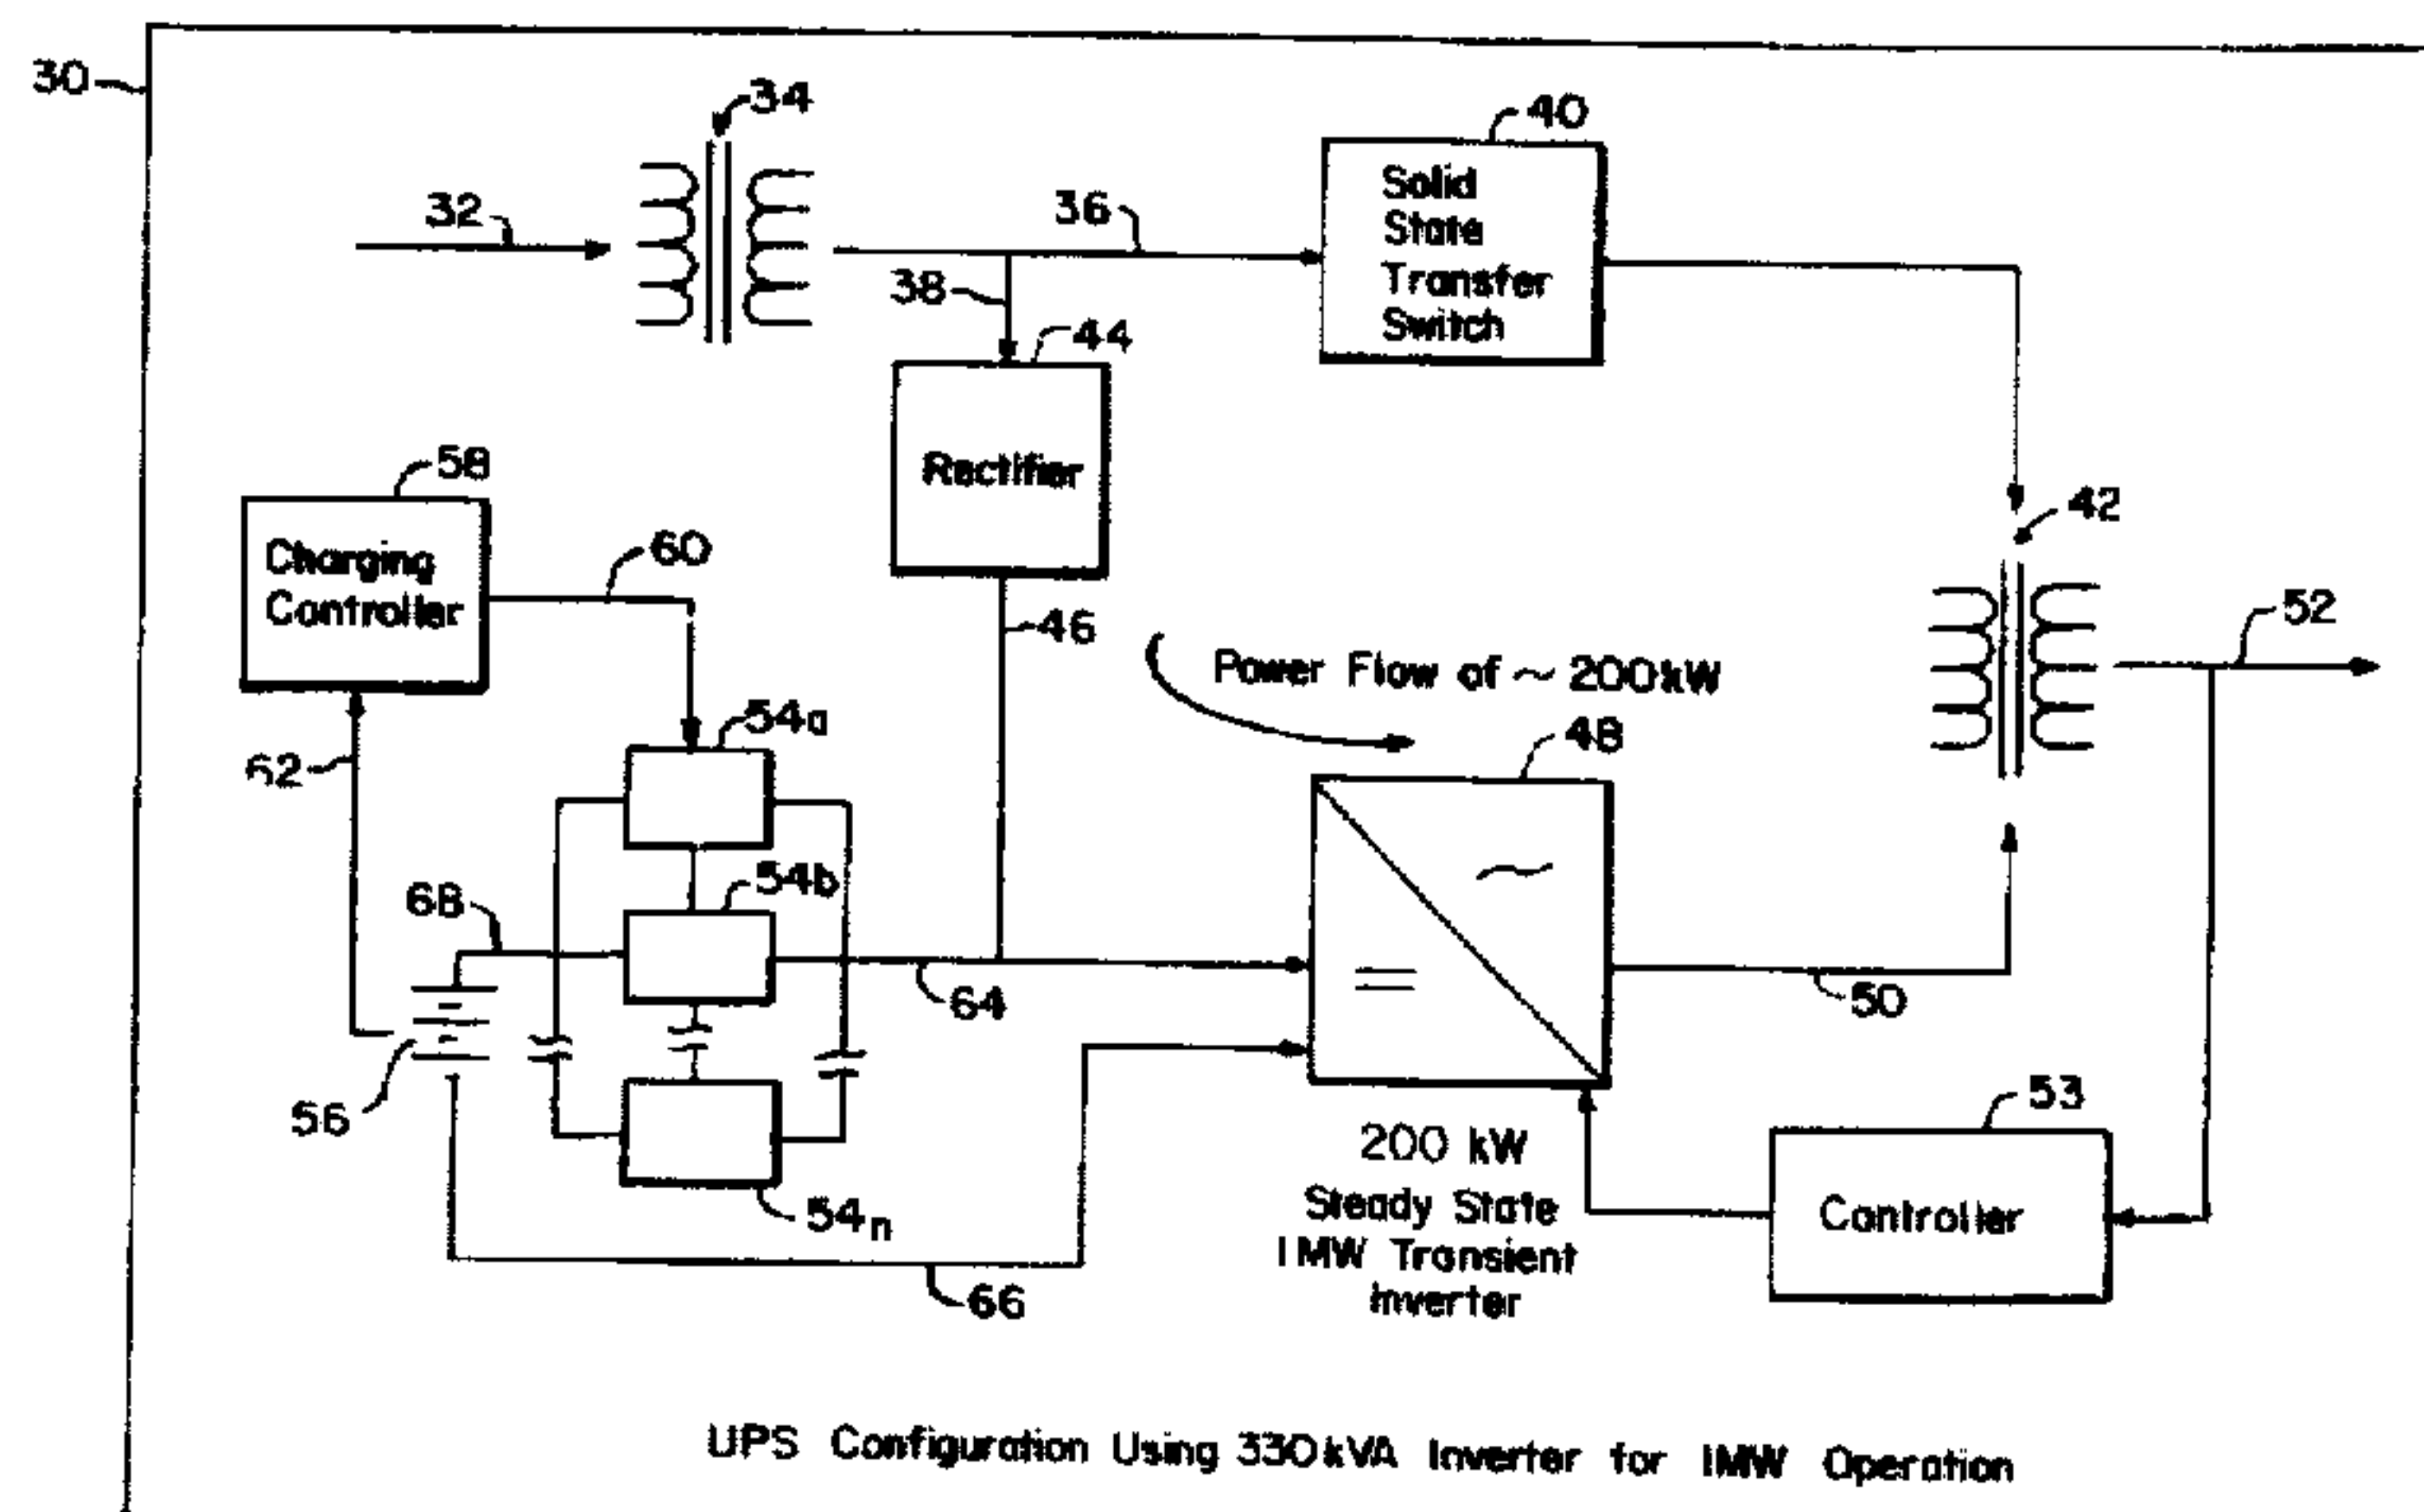 30
34
40
32
36
Solid
State
Transfer
Switch
38
44
Rectifier
58
Charging
Controller
60
46
42
52
Power Flow of ~ 200kW
48
54a
62
54b
68
64
50
56
54n
66
200 kW
Steady State
1MW Transient
Inverter
53
Controller
UPS Configuration Using 330kVA Inverter for 1MW Operation